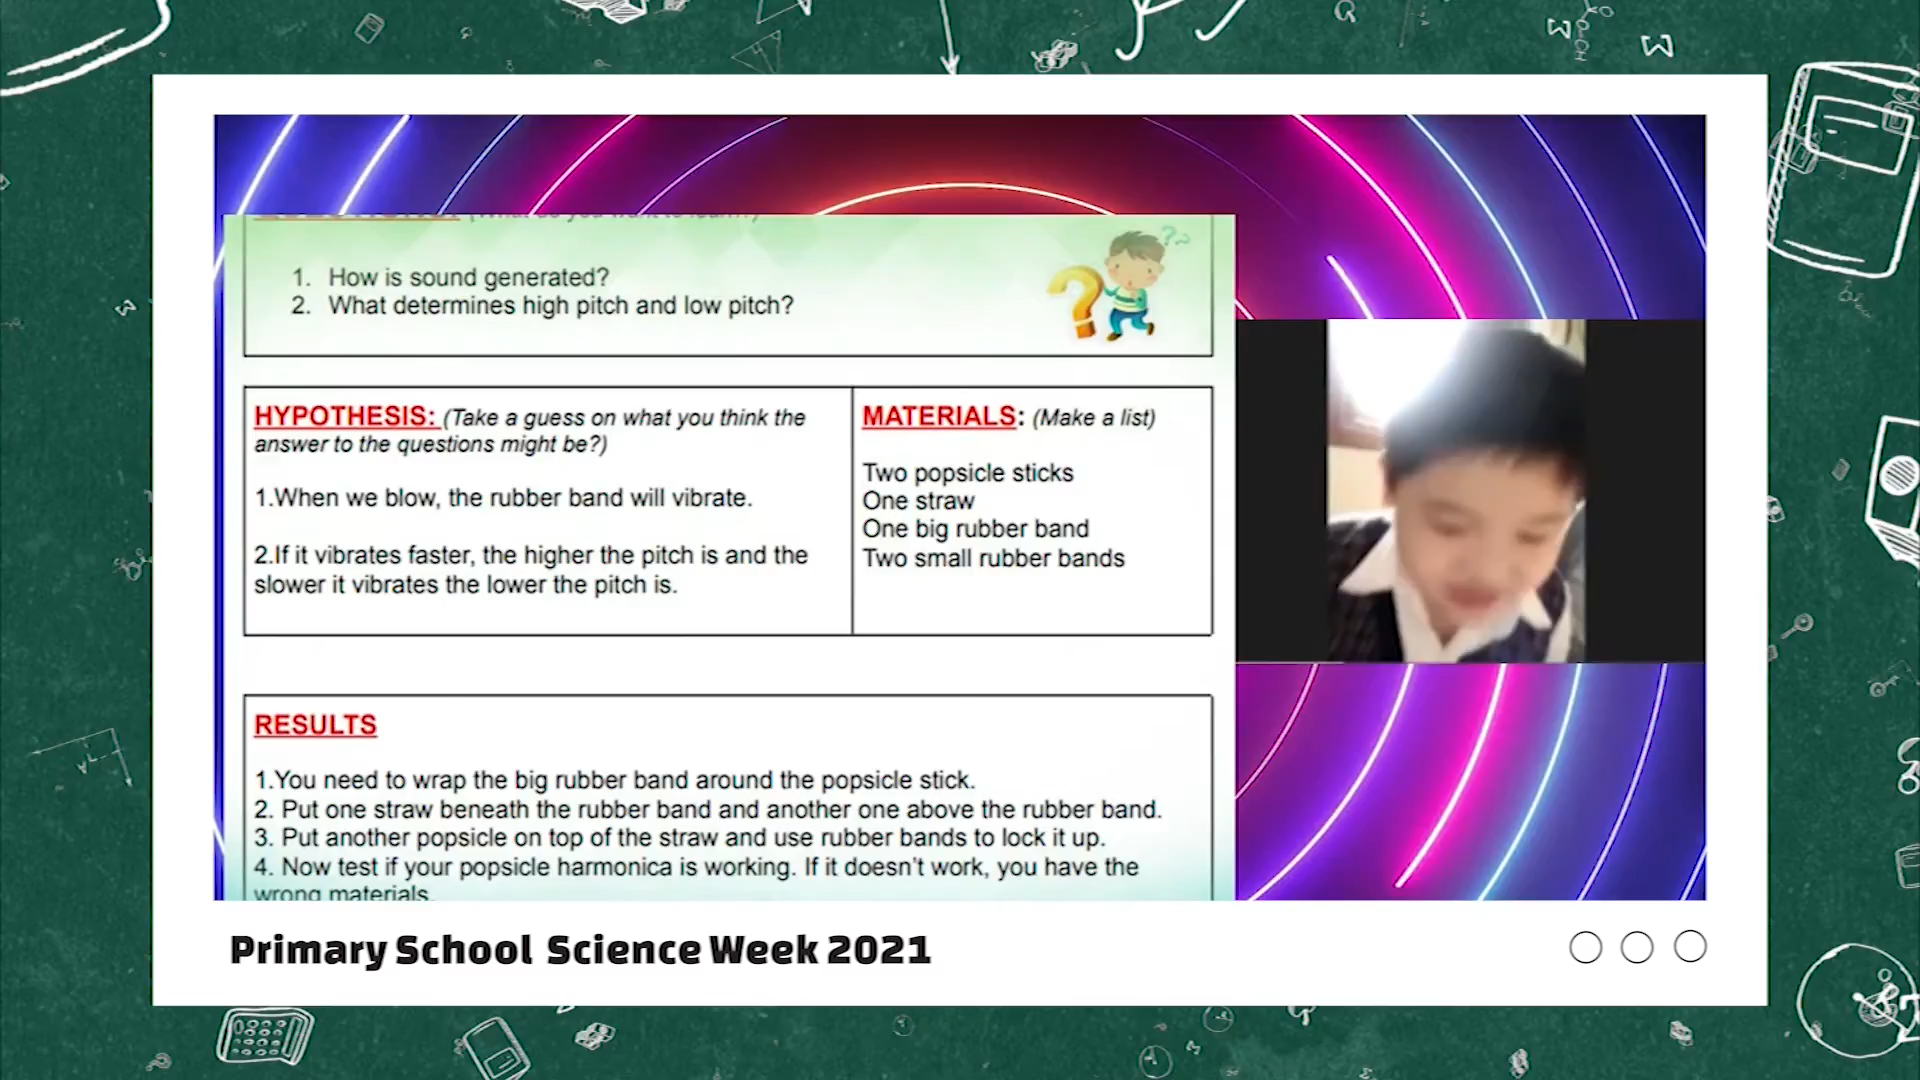 1. How is sound generated?
2. What determines high pitch and low pitch?
HYPOTHESIS: (Take a guess on what you think the
answer to the questions might be?)
1.When we blow, the rubber band will vibrate.
2.If it vibrates faster, the higher the pitch is and the
slower it vibrates the lower the pitch is.
MATERIALS: (Make a list)
Two popsicle sticks
One straw
One big rubber band
Two small rubber bands
RESULTS
1.You need to wrap the big rubber band around the popsicle stick.
2. Put one straw beneath the rubber band and another one above the rubber band.
3. Put another popsicle on top of the straw and use rubber bands to lock it up.
4. Now test if your popsicle harmonica is working. If it doesn't work, you have the
wrong materials.
Primary School Science Week 2021